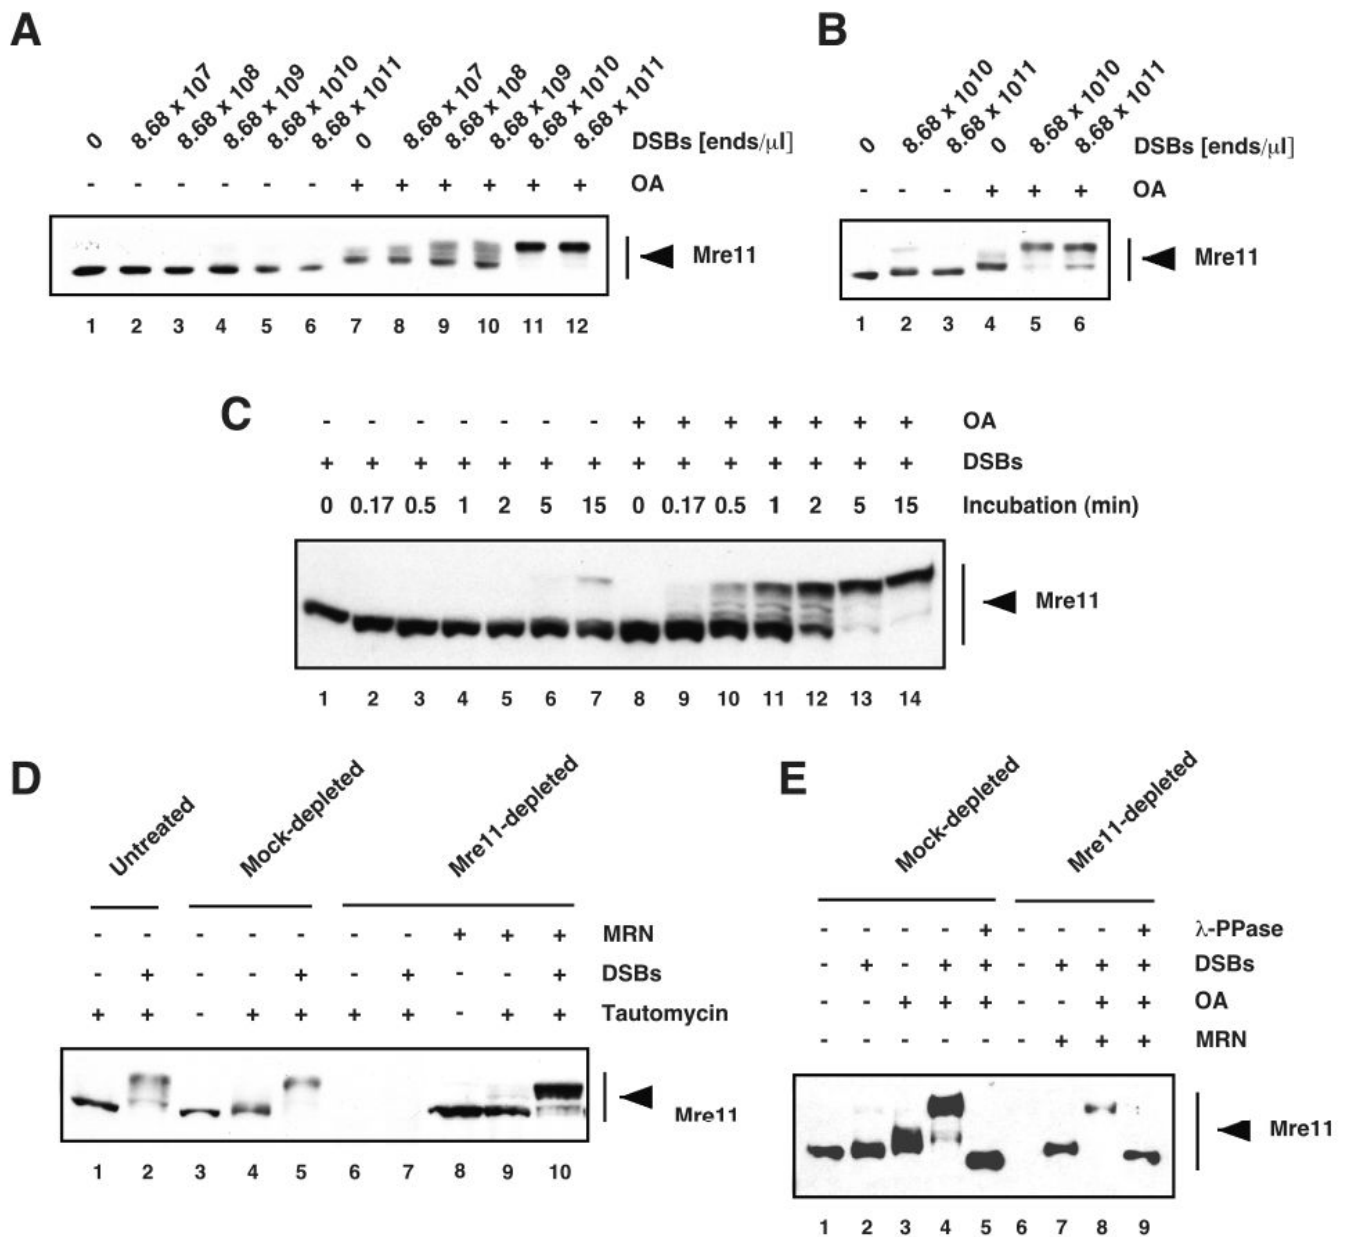 A
0 8.68 x 107 8.68 x 108 8.68 x 109 8.68 x 1010 8.68 x 1011 0 8.68 x 107 8.68 x 108 8.68 x 109 8.68 x 1010 8.68 x 1011 DSBs [ends/µl]
- - - - - - + + + + + + OA
Mre11
1 2 3 4 5 6 7 8 9 10 11 12
B
0 8.68 x 1010 8.68 x 1011 0 8.68 x 1010 8.68 x 1011 DSBs [ends/µl]
- - - + + + OA
Mre11
1 2 3 4 5 6
C
- - - - - - - + + + + + + + OA
+ + + + + + + + + + + + + + DSBs
0 0.17 0.5 1 2 5 15 0 0.17 0.5 1 2 5 15 Incubation (min)
Mre11
1 2 3 4 5 6 7 8 9 10 11 12 13 14
D
Untreated Mock-depleted Mre11-depleted
- - - - - - - + + + MRN
- + - - + - + - - + DSBs
+ + - + + + + - + + Tautomycin
Mre11
1 2 3 4 5 6 7 8 9 10
E
Mock-depleted Mre11-depleted
- - - - + - - - + λ-PPase
- + - + + - + + + DSBs
- - + + + - - + + OA
- - - - - - + + + MRN
Mre11
1 2 3 4 5 6 7 8 9